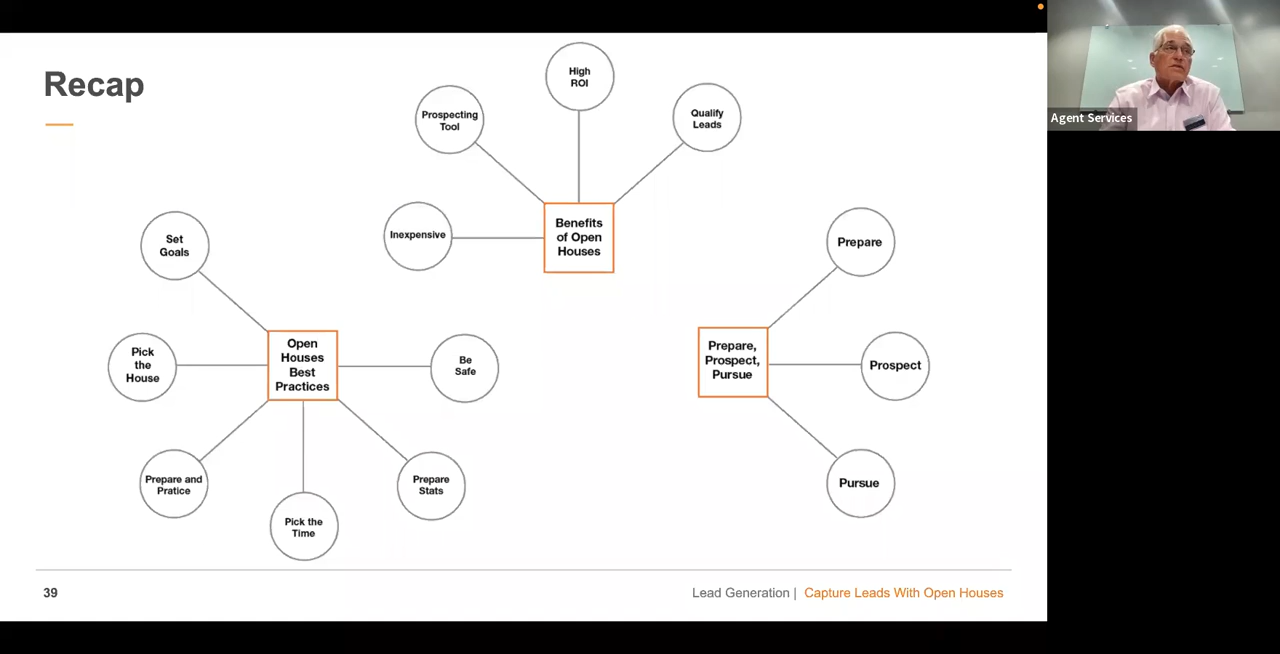 Recap
High
ROI
Prospecting
Tool
Qualify
Leads
Inexpensive
Benefits
of Open
Houses
Set
Goals
Pick
the
House
Open
Houses
Best
Practices
Be
Safe
Prepare and
Pratice
Pick the
Time
Prepare
Stats
Prepare,
Prospect,
Pursue
Prepare
Prospect
Pursue
39
Lead Generation | Capture Leads With Open Houses
Agent Services